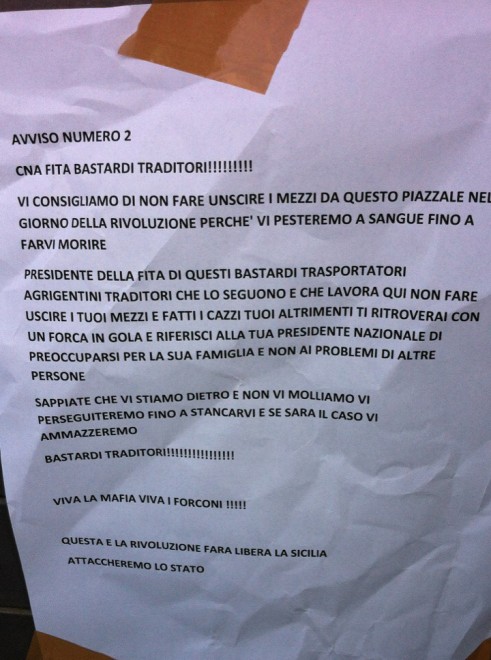 AVVISO NUMERO 2
CNA FITA BASTARDI TRADITORI!!!!!!!!!
VI CONSIGLIAMO DI NON FARE UNSCIRE I MEZZI DA QUESTO PIAZZALE NEL
GIORNO DELLA RIVOLUZIONE PERCHE' VI PESTEREMO A SANGUE FINO A
FARVI MORIRE
PRESIDENTE DELLA FITA DI QUESTI BASTARDI TRASPORTATORI
AGRIGENTINI TRADITORI CHE LO SEGUONO E CHE LAVORA QUI NON FARE
USCIRE I TUOI MEZZI E FATTI I CAZZI TUOI ALTRIMENTI TI RITROVERAI CON
UN FORCA IN GOLA E RIFERISCI ALLA TUA PRESIDENTE NAZIONALE DI
PREOCCUPARSI PER LA SUA FAMIGLIA E NON AI PROBLEMI DI ALTRE
PERSONE
SAPPIATE CHE VI STIAMO DIETRO E NON VI MOLLIAMO VI
PERSEGUITEREMO FINO A STANCARVI E SE SARA IL CASO VI
AMMAZZEREMO
BASTARDI TRADITORI!!!!!!!!!!!!!!!!
VIVA LA MAFIA VIVA I FORCONI !!!!!
QUESTA E LA RIVOLUZIONE FARA LIBERA LA SICILIA
ATTACCHEREMO LO STATO